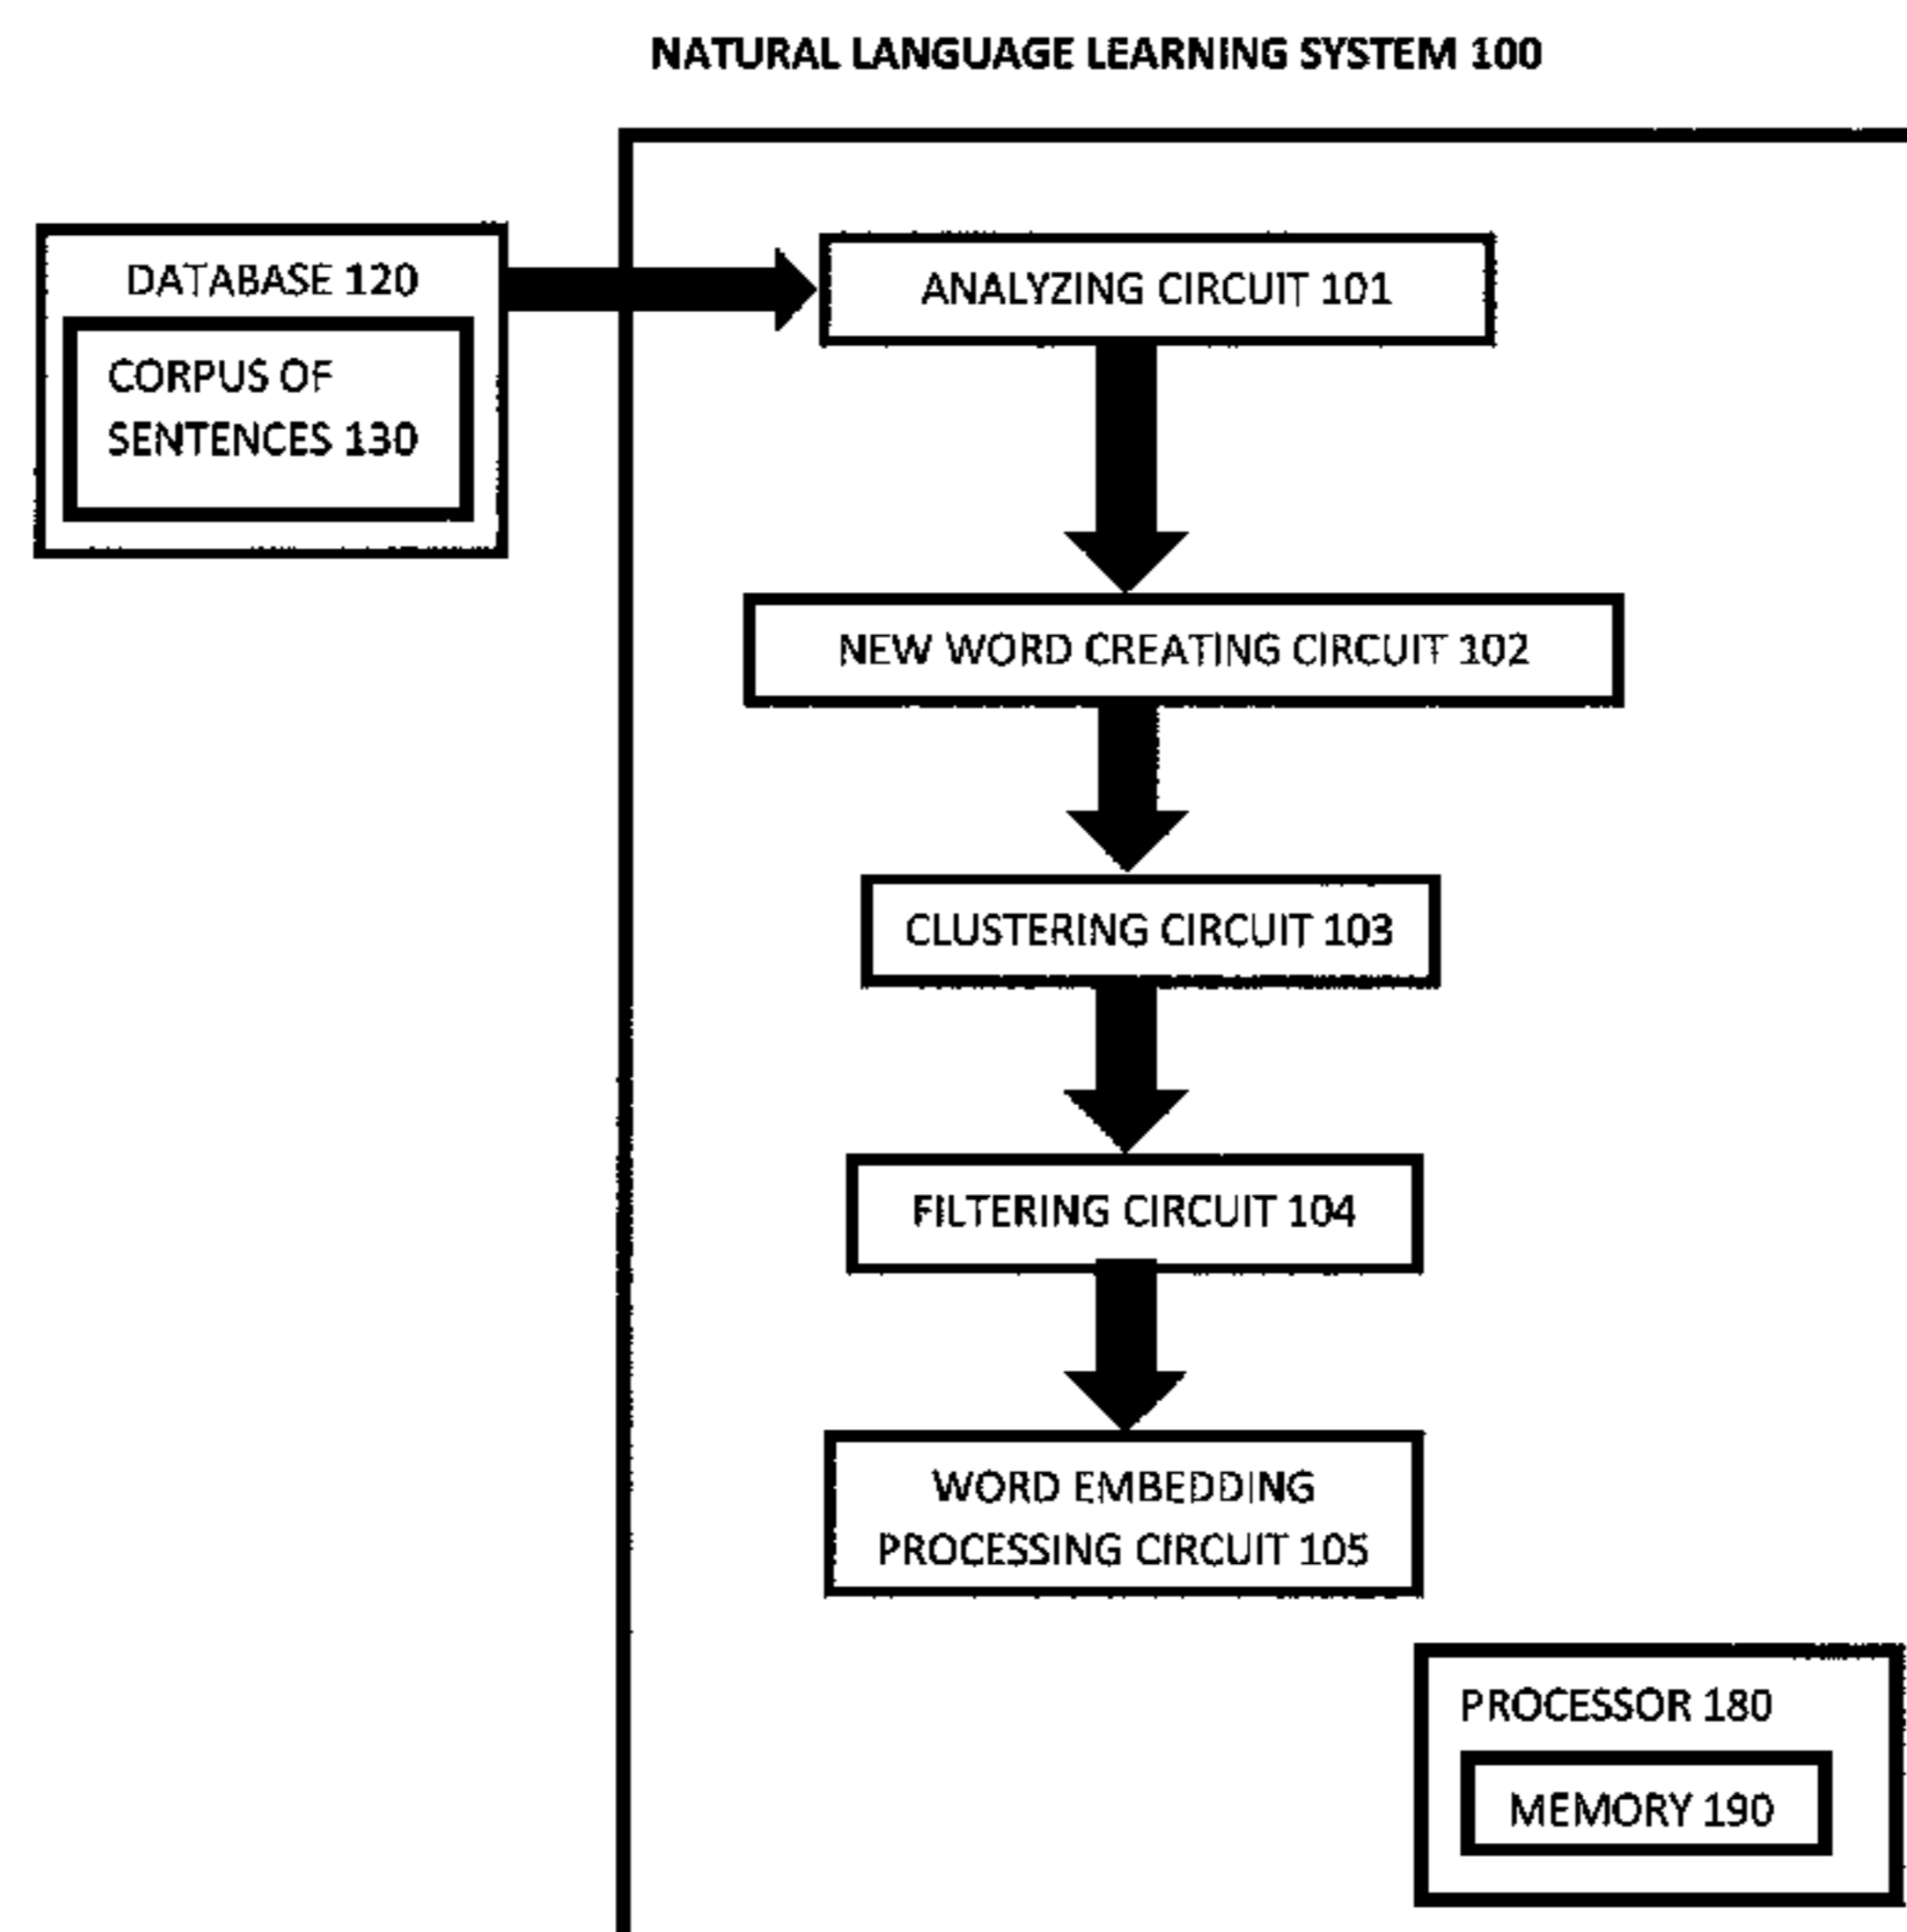 NATURAL LANGUAGE LEARNING SYSTEM 100
DATABASE 120
CORPUS OF
SENTENCES 130
ANALYZING CIRCUIT 101
NEW WORD CREATING CIRCUIT 102
CLUSTERING CIRCUIT 103
FILTERING CIRCUIT 104
WORD EMBEDDING
PROCESSING CIRCUIT 105
PROCESSOR 180
MEMORY 190